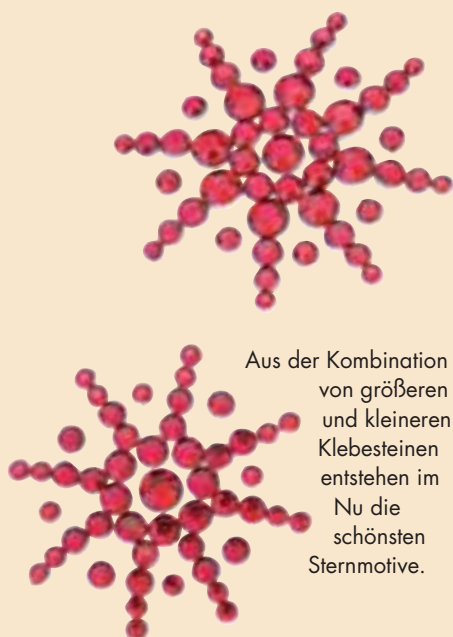 Aus der Kombination
von größeren
und kleineren
Klebesteinen
entstehen im
Nu die
schönsten
Sternmotive.